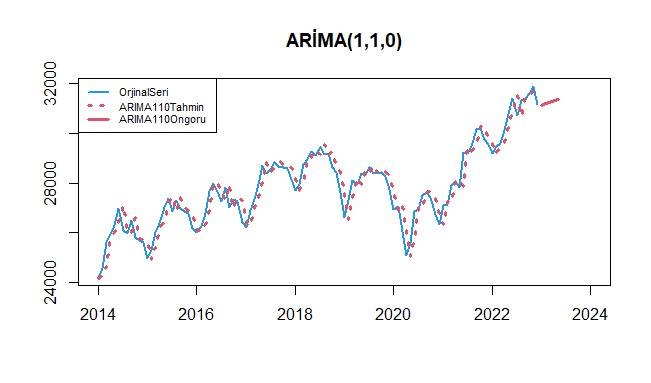 ARİMA(1,1,0)
OrjinalSeri
ARIMA110Tahmin
ARIMA110Ongoru
32000
28000
24000
2014 2016 2018 2020 2022 2024